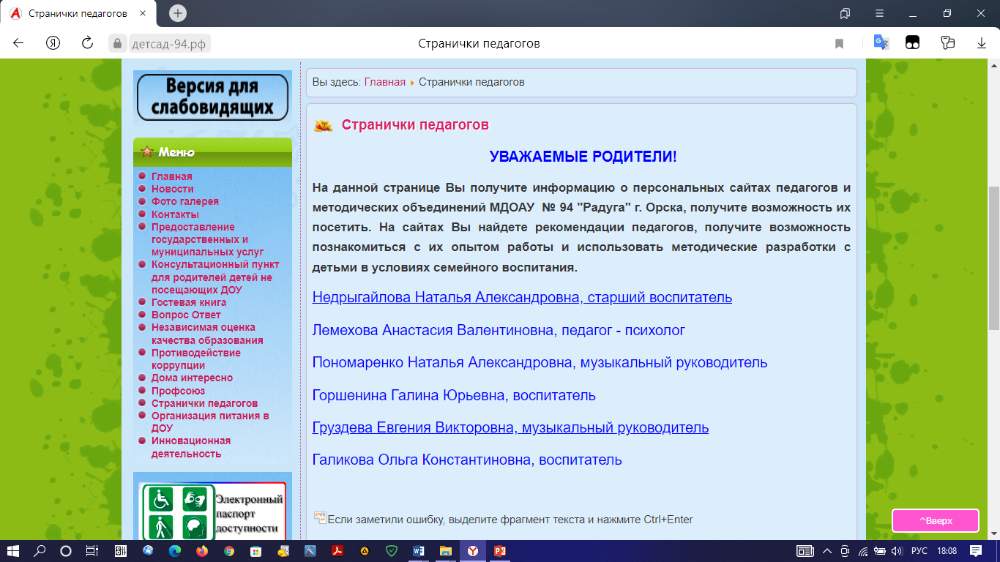 Странички педагогов
детсад-94.рф
Странички педагогов
Версия для
слабовидящих
Меню
Главная
Новости
Фото галерея
Контакты
Предоставление
государственных и
муниципальных услуг
Консультационный пункт
для родителей детей не
посещающих ДОУ
Гостевая книга
Вопрос Ответ
Независимая оценка
качества образования
Противодействие
коррупции
Дома интересно
Профсоюз
Странички педагогов
Организация питания в
ДОУ
Инновационная
деятельность
Электронный
паспорт
доступности
Вы здесь: Главная Странички педагогов
Странички педагогов
УВАЖАЕМЫЕ РОДИТЕЛИ!
На данной странице Вы получите информацию о персональных сайтах педагогов и
методических объединений МДОАУ № 94 "Радуга" г. Орска, получите возможность их
посетить. На сайтах Вы найдете рекомендации педагогов, получите возможность
познакомиться с их опытом работы и использовать методические разработки с
детьми в условиях семейного воспитания.
Недрыгайлова Наталья Александровна, старший воспитатель
Лемехова Анастасия Валентиновна, педагог - психолог
Пономаренко Наталья Александровна, музыкальный руководитель
Горшенина Галина Юрьевна, воспитатель
Груздева Евгения Викторовна, музыкальный руководитель
Галикова Ольга Константиновна, воспитатель
Если заметили ошибку, выделите фрагмент текста и нажмите Ctrl+Enter
^Вверх
РУС 18:08